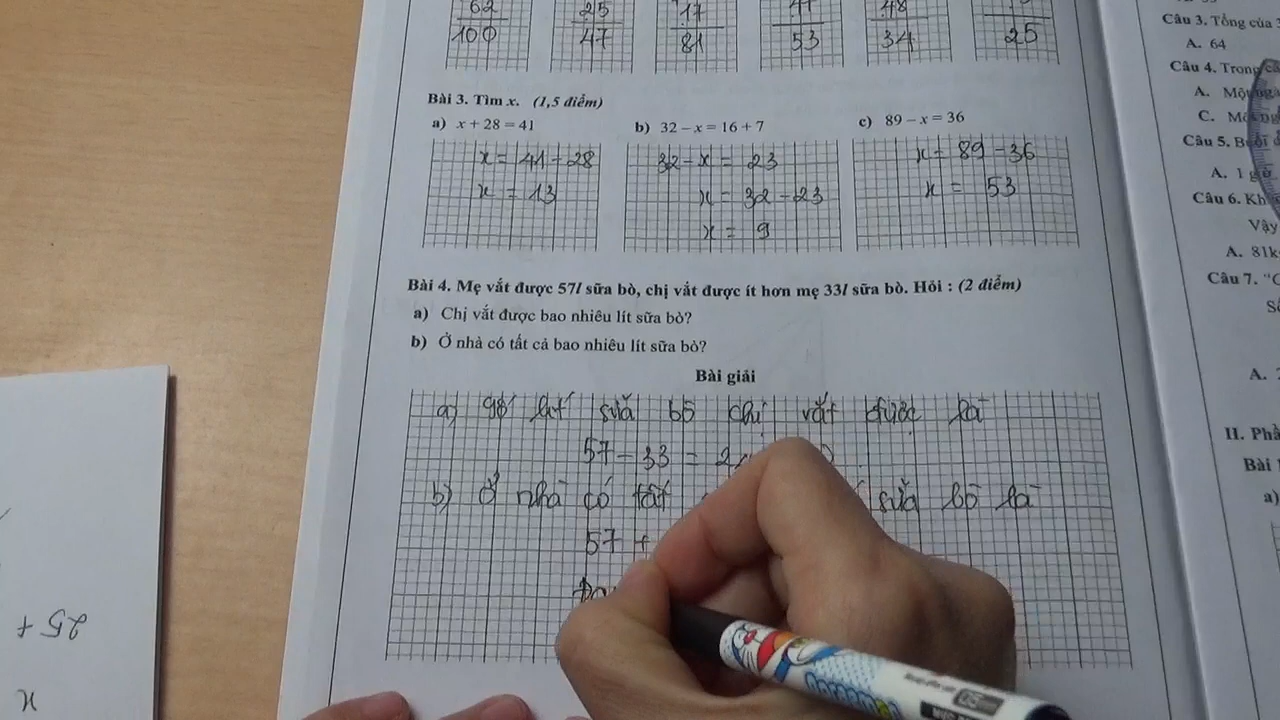 62 25 17 48
100 47 81 53 34 25
Bài 3. Tìm x. (1,5 điểm)
a) x + 28 = 41 b) 32 – x = 16 + 7 c) 89 – x = 36
x = 41 - 28 32 - x = 23 x = 89 - 36
x = 13 x = 32 - 23 x = 53
x = 9
Bài 4. Mẹ vắt được 57l sữa bò, chị vắt được ít hơn mẹ 33l sữa bò. Hỏi : (2 điểm)
a) Chị vắt được bao nhiêu lít sữa bò?
b) Ở nhà có tất cả bao nhiêu lít sữa bò?
Bài giải
a) Số lít sữa bò chị vắt được là
57 - 33 = 2
b) Ở nhà có tất sữa bò là
57 +
25 +
x
Câu 3. Tổng của
A. 64
Câu 4. Trong
A. Một
C.
Câu 5.
A. 1 giờ
Câu 6.
Vậy
A. 81k
Câu 7.
A.
II. Phầ
Bài
a)